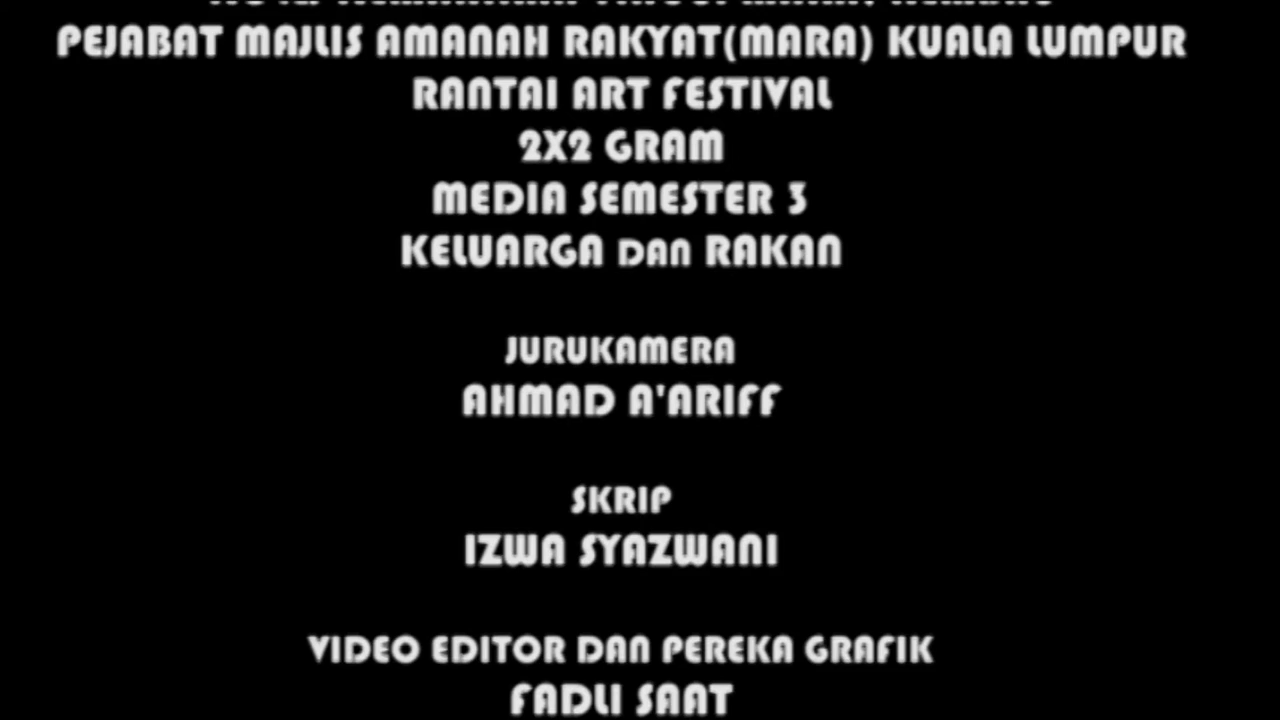 PEJABAT MAJLIS AMANAH RAKYAT(MARA) KUALA LUMPUR
RANTAI ART FESTIVAL
2X2 GRAM
MEDIA SEMESTER 3
KELUARGA DAN RAKAN
JURUKAMERA
AHMAD A'ARIFF
SKRIP
IZWA SYAZWANI
VIDEO EDITOR DAN PEREKA GRAFIK
FADLI SAAT